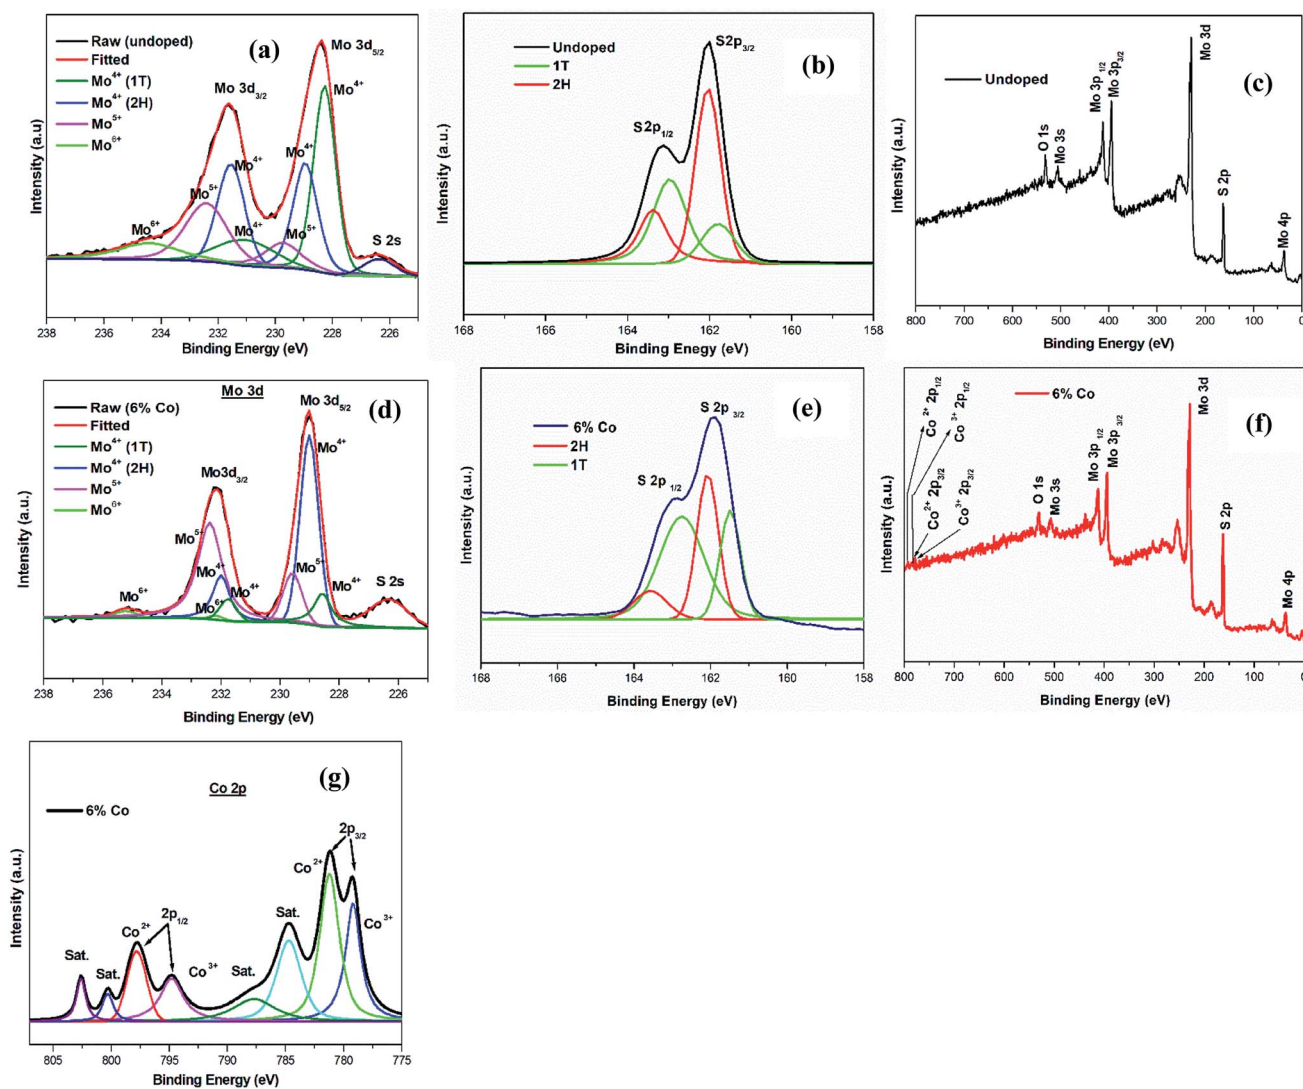 (a)
Raw (undoped)
Fitted
Mo⁴⁺ (1T)
Mo⁴⁺ (2H)
Mo⁵⁺
Mo⁶⁺
Mo 3d₅/₂
Mo 3d₃/₂
Mo⁴⁺
Mo⁴⁺
Mo⁴⁺
Mo⁵⁺
Mo⁶⁺
Mo⁴⁺
Mo⁵⁺
S 2s
Intensity (a.u)
238 236 234 232 230 228 226
Binding Energy (eV)
(b)
Undoped
1T
2H
S2p₃/₂
S 2p₁/₂
Intensity (a.u)
168 166 164 162 160 158
Binding Eneegy (eV)
(c)
Undoped
Mo 3d
Mo 3p₁/₂
Mo 3p₃/₂
O 1s
Mo 3s
S 2p
Mo 4p
Intensity (a.u.)
800 700 600 500 400 300 200 100 0
Binding Energy (eV)
(d)
Mo 3d
Raw (6% Co)
Fitted
Mo⁴⁺ (1T)
Mo⁴⁺ (2H)
Mo⁵⁺
Mo⁶⁺
Mo 3d₅/₂
Mo3d₃/₂
Mo⁴⁺
Mo⁵⁺
Mo⁴⁺
Mo⁴⁺
Mo⁵⁺
Mo⁴⁺
Mo⁶⁺
Mo⁶⁺
S 2s
Intensity (a.u.)
238 236 234 232 230 228 226
Binding Energy (eV)
(e)
6% Co
2H
1T
S 2p ₃/₂
S 2p ₁/₂
Intensity (a.u.)
168 166 164 162 160 158
Binding Energy (eV)
(f)
6% Co
Co²⁺ 2p₁/₂
Co³⁺ 2p₁/₂
Co²⁺ 2p₃/₂
Co³⁺ 2p₃/₂
O 1s
Mo 3s
Mo 3p₁/₂
Mo 3p₃/₂
Mo 3d
S 2p
Mo 4p
Intensity (a.u.)
800 700 600 500 400 300 200 100 0
Binding Energy (eV)
(g)
Co 2p
6% Co
2p₃/₂
Co²⁺
Co³⁺
2p₁/₂
Co²⁺
Co³⁺
Sat.
Sat.
Sat.
Sat.
Intensity (a.u.)
805 800 795 790 785 780 775
Binding Energy (eV)